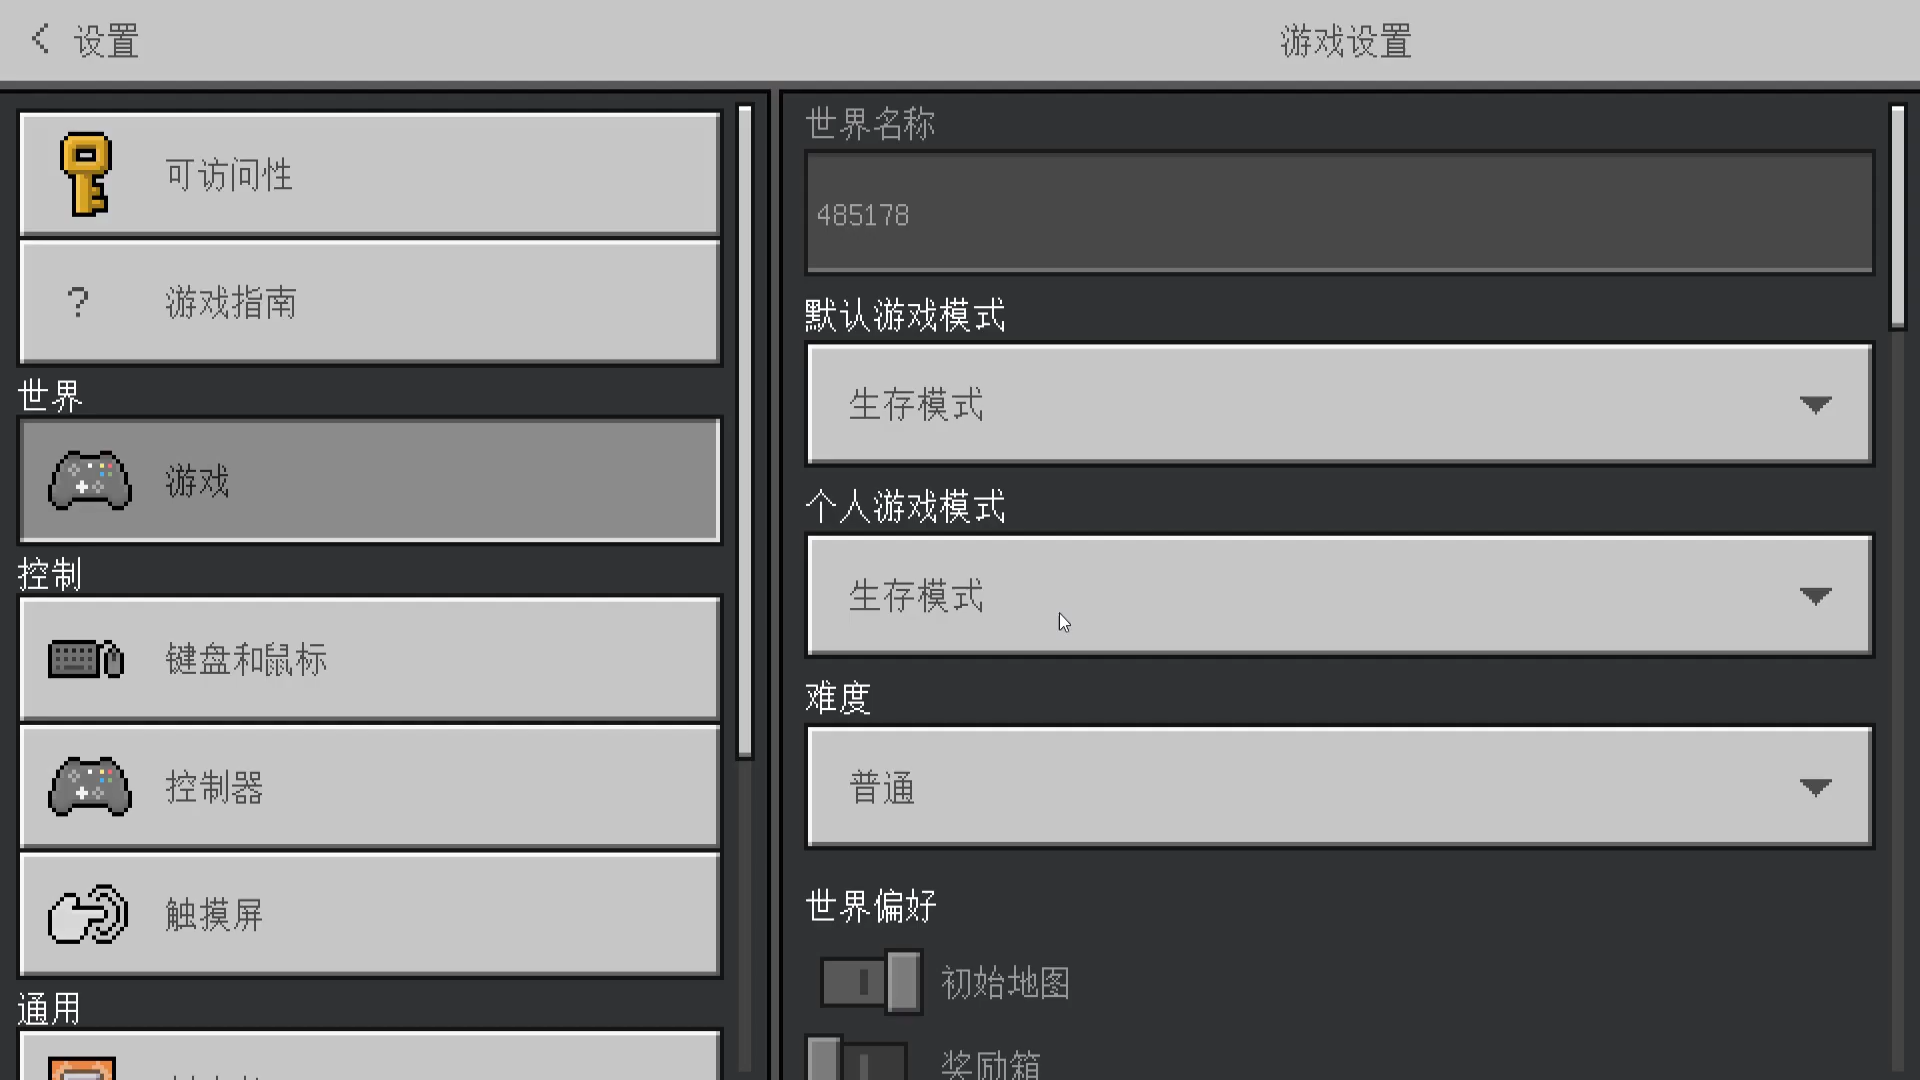 设置
游戏设置
可访问性
?
游戏指南
世界
游戏
控制
键盘和鼠标
控制器
触摸屏
通用
世界名称
485178
默认游戏模式
生存模式
个人游戏模式
生存模式
难度
普通
世界偏好
初始地图
奖励箱